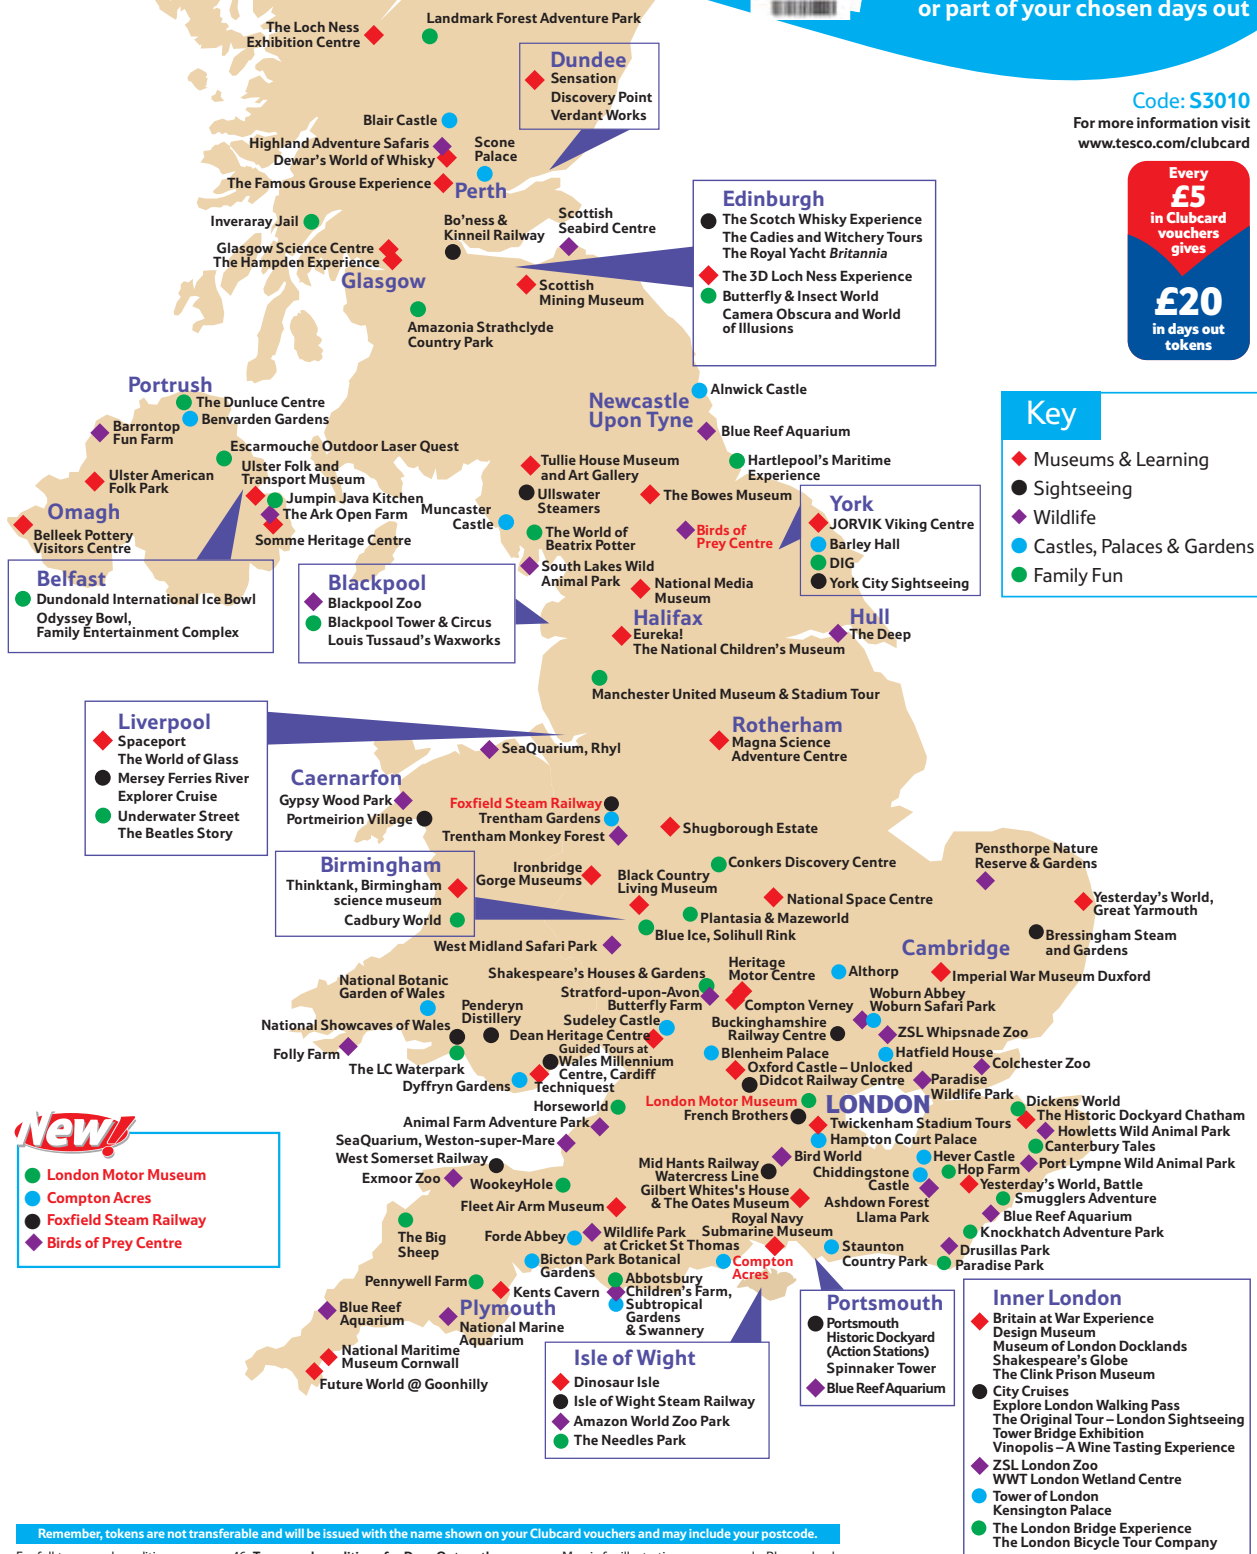 or part of your chosen days out
Code: S3010
For more information visit
www.tesco.com/clubcard
Every
£5
in Clubcard
vouchers
gives
£20
in days out
tokens
The Loch Ness
Exhibition Centre
Landmark Forest Adventure Park
Dundee
Sensation
Discovery Point
Verdant Works
Blair Castle
Highland Adventure Safaris
Dewar's World of Whisky
Scone
Palace
The Famous Grouse Experience
Perth
Inveraray Jail
Bo'ness &
Kinneil Railway
Scottish
Seabird Centre
Glasgow Science Centre
The Hampden Experience
Glasgow
Scottish
Mining Museum
Amazonia Strathclyde
Country Park
Edinburgh
The Scotch Whisky Experience
The Cadies and Witchery Tours
The Royal Yacht Britannia
The 3D Loch Ness Experience
Butterfly & Insect World
Camera Obscura and World
of Illusions
Key
Museums & Learning
Sightseeing
Wildlife
Castles, Palaces & Gardens
Family Fun
Portrush
The Dunluce Centre
Benvarden Gardens
Barrontop
Fun Farm
Escarmouche Outdoor Laser Quest
Ulster American
Folk Park
Ulster Folk and
Transport Museum
Jumpin Java Kitchen
The Ark Open Farm
Omagh
Belleek Pottery
Visitors Centre
Somme Heritage Centre
Belfast
Dundonald International Ice Bowl
Odyssey Bowl,
Family Entertainment Complex
Newcastle
Upon Tyne
Alnwick Castle
Blue Reef Aquarium
Hartlepool's Maritime
Experience
Tullie House Museum
and Art Gallery
Ullswater
Steamers
The Bowes Museum
Muncaster
Castle
The World of
Beatrix Potter
Birds of
Prey Centre
South Lakes Wild
Animal Park
National Media
Museum
York
JORVIK Viking Centre
Barley Hall
DIG
York City Sightseeing
Blackpool
Blackpool Zoo
Blackpool Tower & Circus
Louis Tussaud's Waxworks
Halifax
Eureka!
The National Children's Museum
Hull
The Deep
Manchester United Museum & Stadium Tour
Liverpool
Spaceport
The World of Glass
Mersey Ferries River
Explorer Cruise
Underwater Street
The Beatles Story
SeaQuarium, Rhyl
Rotherham
Magna Science
Adventure Centre
Caernarfon
Gypsy Wood Park
Portmeirion Village
Foxfield Steam Railway
Trentham Gardens
Trentham Monkey Forest
Shugborough Estate
Birmingham
Thinktank, Birmingham
science museum
Cadbury World
Ironbridge
Gorge Museums
Black Country
Living Museum
Conkers Discovery Centre
National Space Centre
Plantasia & Mazeworld
Blue Ice, Solihull Rink
West Midland Safari Park
Pensthorpe Nature
Reserve & Gardens
Yesterday's World,
Great Yarmouth
Bressingham Steam
and Gardens
Cambridge
Imperial War Museum Duxford
National Botanic
Garden of Wales
Shakespeare's Houses & Gardens
Heritage
Motor Centre
Althorp
Stratford-upon-Avon
Butterfly Farm
Compton Verney
Woburn Abbey
Woburn Safari Park
Penderyn
Distillery
National Showcaves of Wales
Sudeley Castle
Dean Heritage Centre
Buckinghamshire
Railway Centre
ZSL Whipsnade Zoo
Folly Farm
The LC Waterpark
Guided Tours at
Wales Millennium
Centre, Cardiff
Blenheim Palace
Hatfield House
Colchester Zoo
Dyffryn Gardens
Techniquest
Oxford Castle – Unlocked
Didcot Railway Centre
Paradise
Wildlife Park
Horseworld
London Motor Museum
LONDON
French Brothers
Dickens World
The Historic Dockyard Chatham
Animal Farm Adventure Park
Twickenham Stadium Tours
Howletts Wild Animal Park
SeaQuarium, Weston-super-Mare
Hampton Court Palace
Canterbury Tales
West Somerset Railway
Bird World
Hever Castle
Port Lympne Wild Animal Park
Exmoor Zoo
WookeyHole
Mid Hants Railway
Watercress Line
Chiddingstone
Castle
Hop Farm
Yesterday's World, Battle
Gilbert Whites's House
& The Oates Museum
Ashdown Forest
Llama Park
Smugglers Adventure
Fleet Air Arm Museum
Blue Reef Aquarium
The Big
Sheep
Forde Abbey
Wildlife Park
at Cricket St Thomas
Royal Navy
Submarine Museum
Knockhatch Adventure Park
Staunton
Country Park
Drusillas Park
Paradise Park
Bicton Park Botanical
Gardens
Compton
Acres
Pennywell Farm
Kents Cavern
Abbotsbury
Children's Farm,
Subtropical
Gardens
& Swannery
Blue Reef
Aquarium
Plymouth
National Marine
Aquarium
National Maritime
Museum Cornwall
Future World @ Goonhilly
New!
London Motor Museum
Compton Acres
Foxfield Steam Railway
Birds of Prey Centre
Isle of Wight
Dinosaur Isle
Isle of Wight Steam Railway
Amazon World Zoo Park
The Needles Park
Portsmouth
Portsmouth
Historic Dockyard
(Action Stations)
Spinnaker Tower
Blue Reef Aquarium
Inner London
Britain at War Experience
Design Museum
Museum of London Docklands
Shakespeare's Globe
The Clink Prison Museum
City Cruises
Explore London Walking Pass
The Original Tour – London Sightseeing
Tower Bridge Exhibition
Vinopolis – A Wine Tasting Experience
ZSL London Zoo
WWT London Wetland Centre
Tower of London
Kensington Palace
The London Bridge Experience
The London Bicycle Tour Company
Remember, tokens are not transferable and will be issued with the name shown on your Clubcard vouchers and may include your postcode.